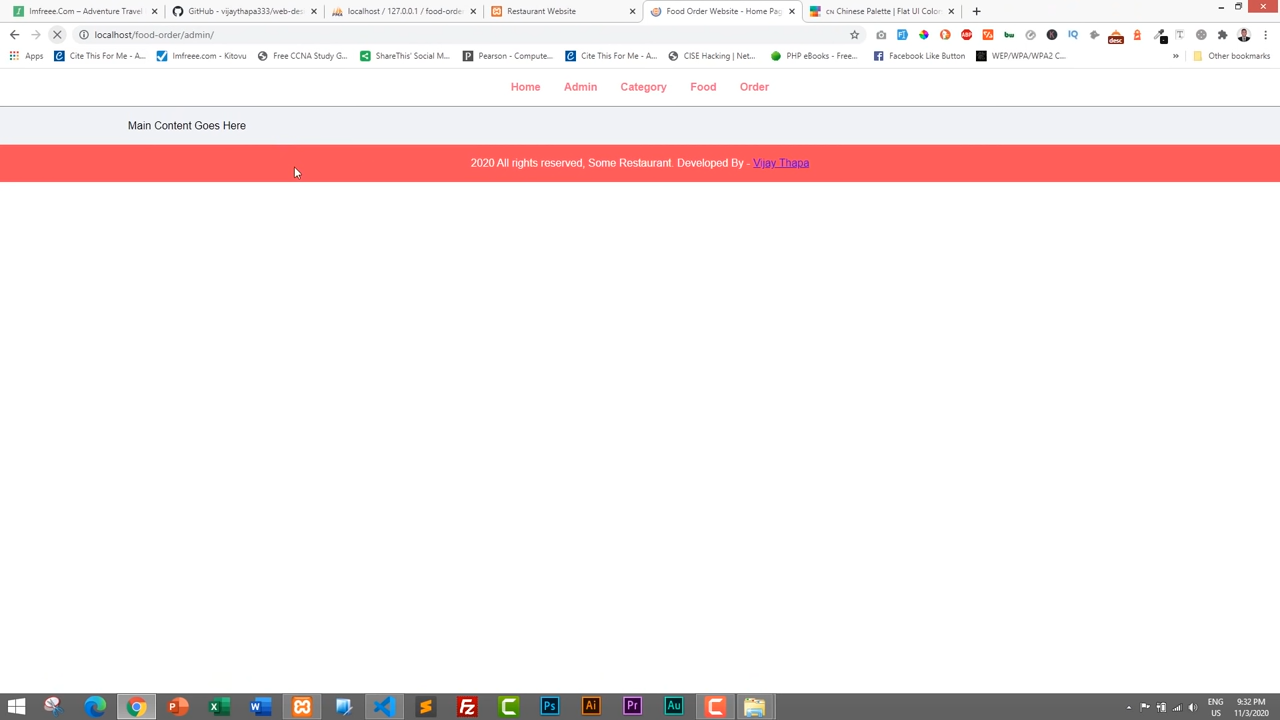 Imfreee.Com – Adventure Travel
GitHub - vijaythapa333/web-des
localhost / 127.0.0.1 / food-orde
Restaurant Website
Food Order Website - Home Pag
CN Chinese Palette | Flat UI Color
localhost/food-order/admin/
Apps
Cite This For Me - A...
Imfreee.com - Kitovu
Free CCNA Study G...
ShareThis' Social M...
Pearson - Compute...
Cite This For Me - A...
CISE Hacking | Net...
PHP eBooks - Free...
Facebook Like Button
WEP/WPA/WPA2 C...
»
Other bookmarks
Home Admin Category Food Order
Main Content Goes Here
2020 All rights reserved, Some Restaurant. Developed By - Vijay Thapa
ENG
US
9:32 PM
11/3/2020